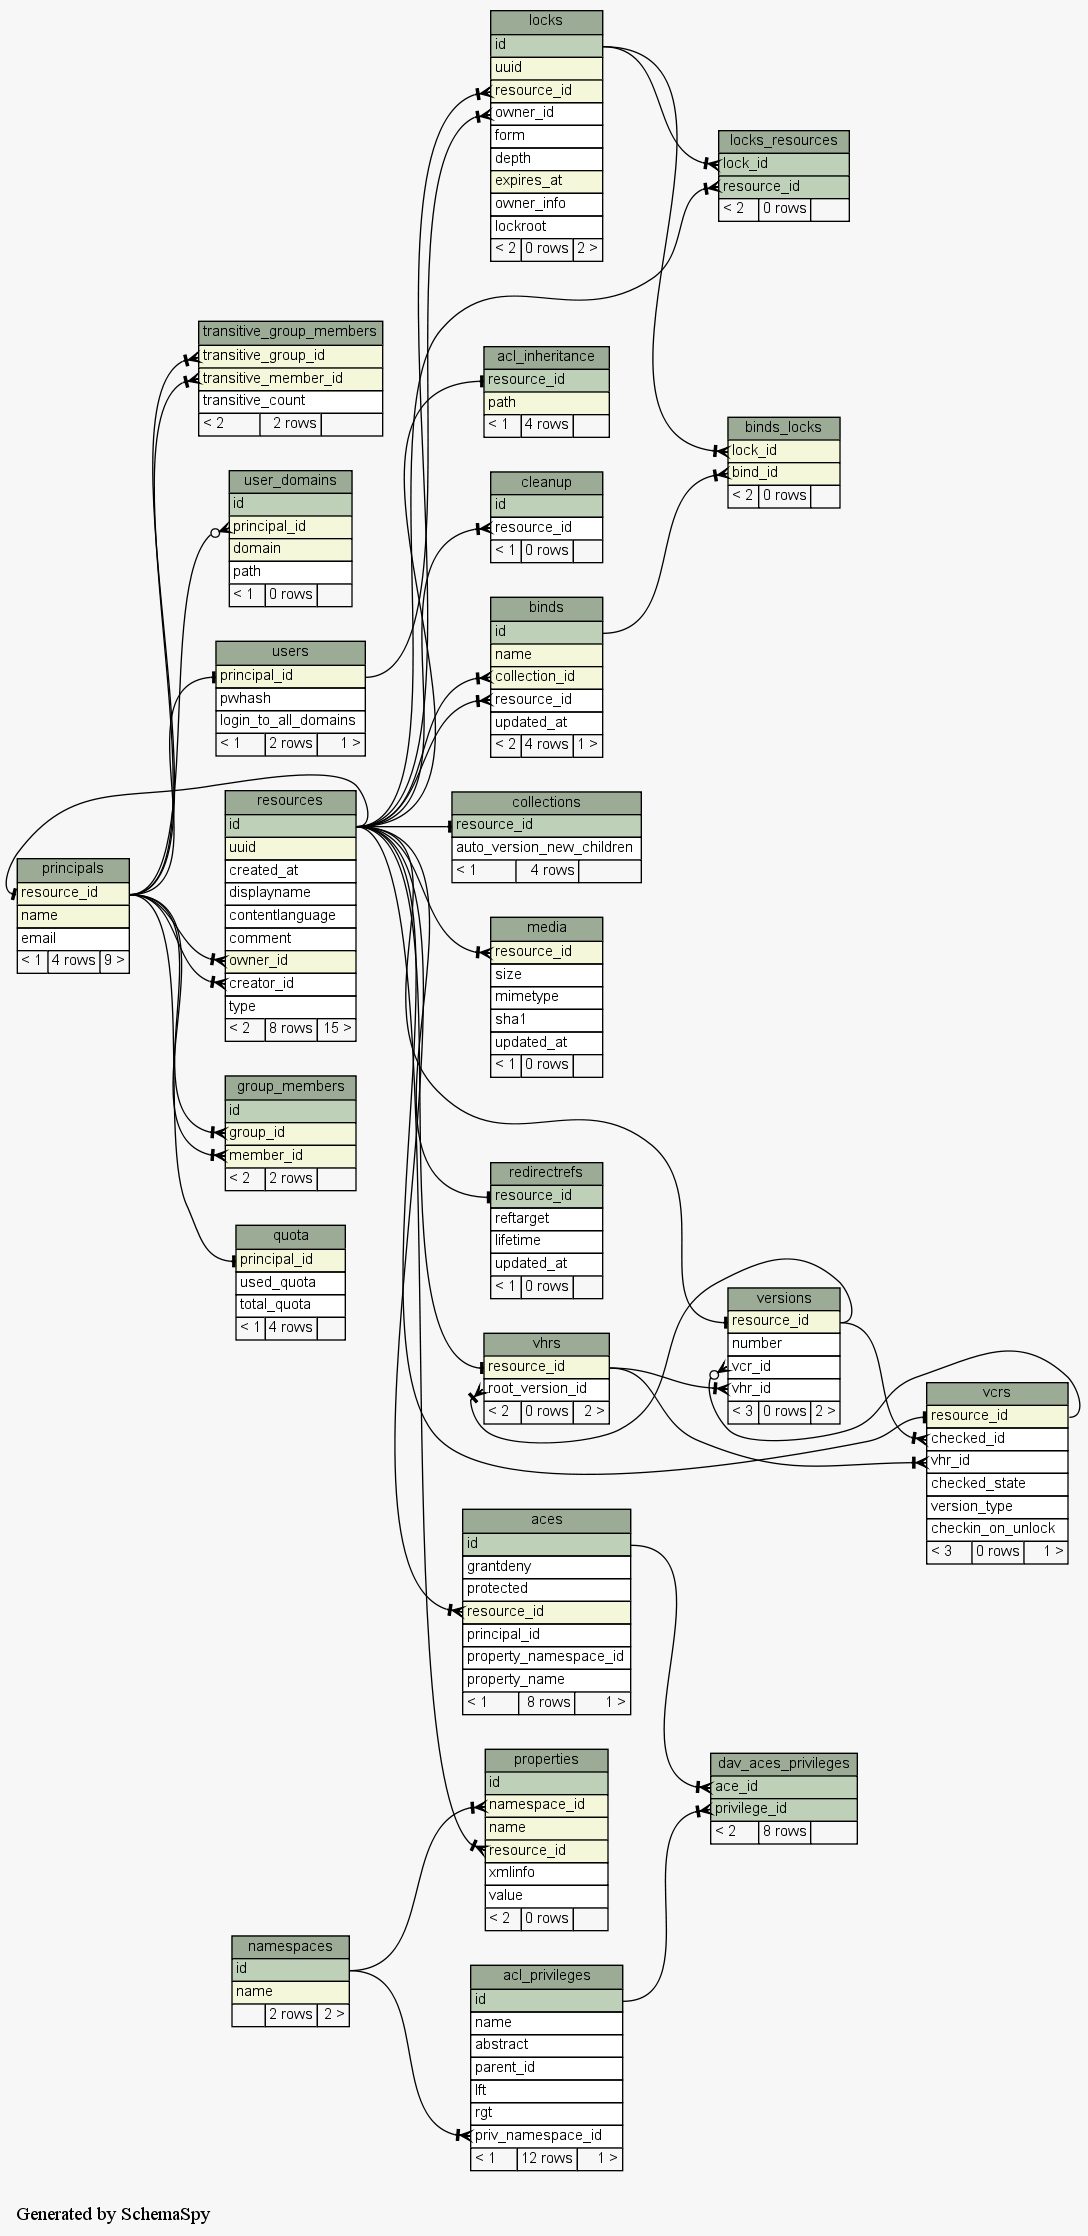 locks
id
uuid
resource_id
owner_id
form
depth
expires_at
owner_info
lockroot
< 2 0 rows 2 >
locks_resources
lock_id
resource_id
< 2 0 rows
transitive_group_members
transitive_group_id
transitive_member_id
transitive_count
< 2 2 rows
acl_inheritance
resource_id
path
< 1 4 rows
binds_locks
lock_id
bind_id
< 2 0 rows
user_domains
id
principal_id
domain
path
< 1 0 rows
cleanup
id
resource_id
< 1 0 rows
binds
id
name
collection_id
resource_id
updated_at
< 2 4 rows 1 >
users
principal_id
pwhash
login_to_all_domains
< 1 2 rows 1 >
resources
id
uuid
created_at
displayname
contentlanguage
comment
owner_id
creator_id
type
< 2 8 rows 15 >
collections
resource_id
auto_version_new_children
< 1 4 rows
principals
resource_id
name
email
< 1 4 rows 9 >
media
resource_id
size
mimetype
sha1
updated_at
< 1 0 rows
group_members
id
group_id
member_id
< 2 2 rows
redirectrefs
resource_id
reftarget
lifetime
updated_at
< 1 0 rows
quota
principal_id
used_quota
total_quota
< 1 4 rows
versions
resource_id
number
vcr_id
vhr_id
< 3 0 rows 2 >
vhrs
resource_id
root_version_id
< 2 0 rows 2 >
vcrs
resource_id
checked_id
vhr_id
checked_state
version_type
checkin_on_unlock
< 3 0 rows 1 >
aces
id
grantdeny
protected
resource_id
principal_id
property_namespace_id
property_name
< 1 8 rows 1 >
properties
id
namespace_id
name
resource_id
xmlinfo
value
< 2 0 rows
dav_aces_privileges
ace_id
privilege_id
< 2 8 rows
namespaces
id
name
2 rows 2 >
acl_privileges
id
name
abstract
parent_id
lft
rgt
priv_namespace_id
< 1 12 rows 1 >
Generated by SchemaSpy